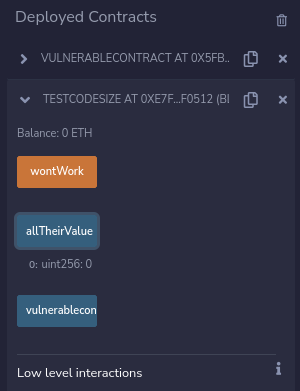 Deployed Contracts
VULNERABLECONTRACT AT 0X5FB..
TESTCODESIZE AT 0XE7F...F0512 (BI
Balance: 0 ETH
wontWork
allTheirValue
0: uint256: 0
vulnerablecon
Low level interactions
i